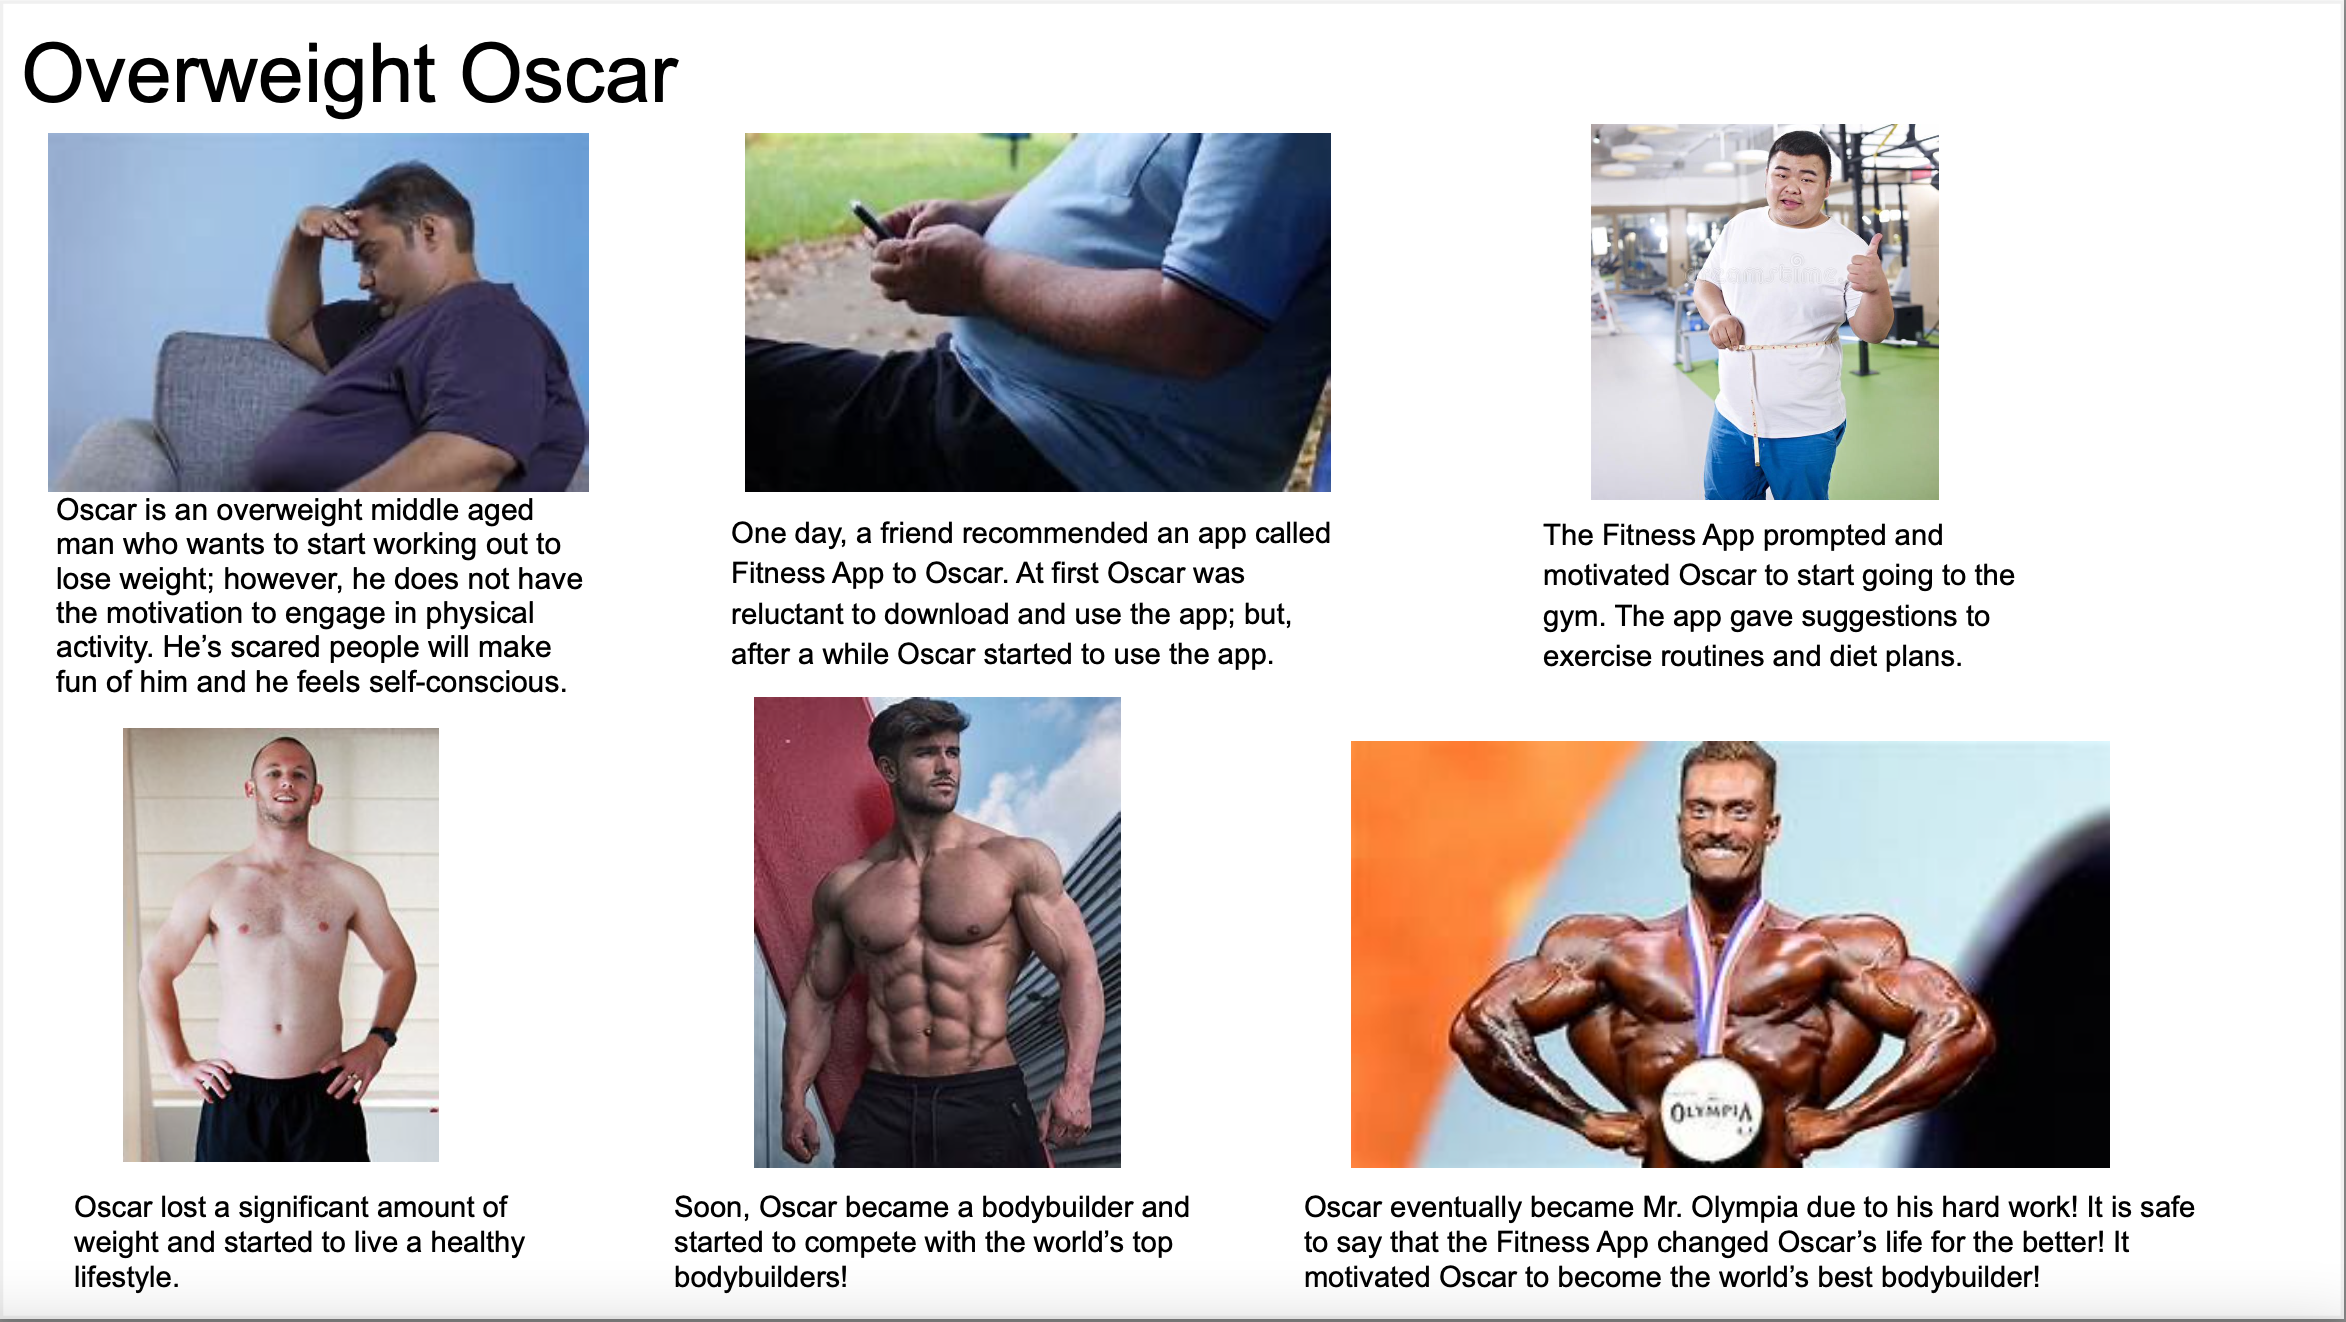 Overweight Oscar
Oscar is an overweight middle aged
man who wants to start working out to
lose weight; however, he does not have
the motivation to engage in physical
activity. He’s scared people will make
fun of him and he feels self-conscious.
One day, a friend recommended an app called
Fitness App to Oscar. At first Oscar was
reluctant to download and use the app; but,
after a while Oscar started to use the app.
The Fitness App prompted and
motivated Oscar to start going to the
gym. The app gave suggestions to
exercise routines and diet plans.
OLYMPIA
Oscar lost a significant amount of
weight and started to live a healthy
lifestyle.
Soon, Oscar became a bodybuilder and
started to compete with the world’s top
bodybuilders!
Oscar eventually became Mr. Olympia due to his hard work! It is safe
to say that the Fitness App changed Oscar’s life for the better! It
motivated Oscar to become the world’s best bodybuilder!